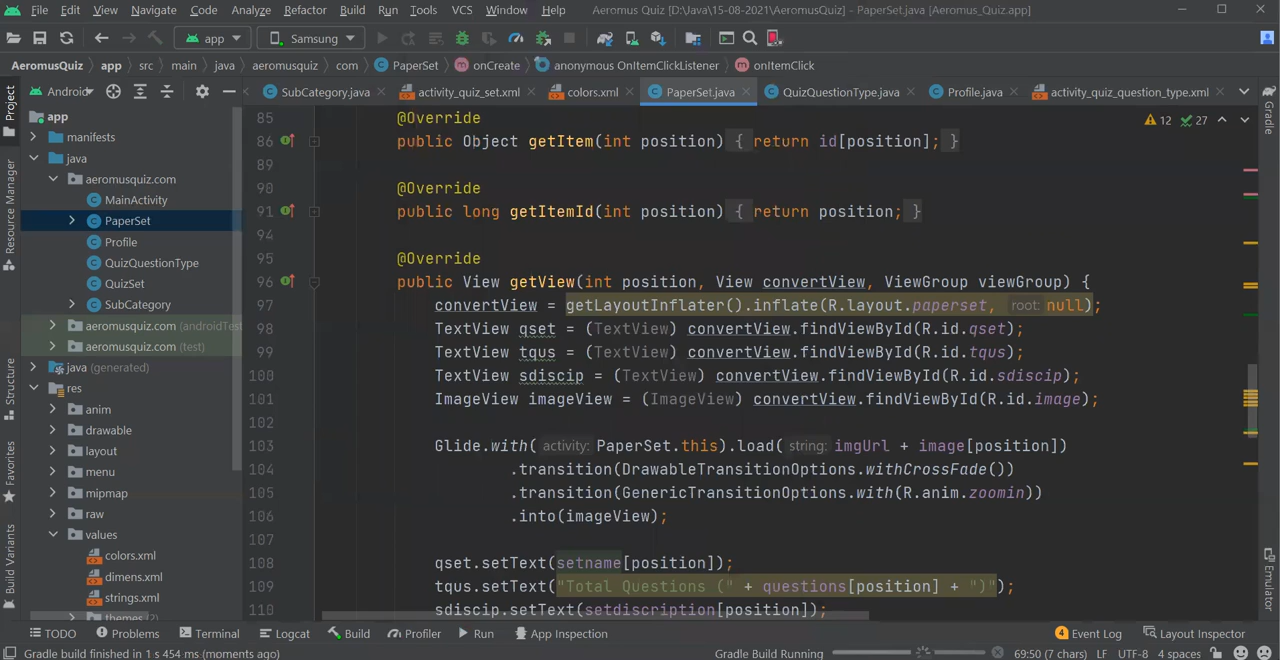 File Edit View Navigate Code Analyze Refactor Build Run Tools VCS Window Help Aeromus Quiz [D:\Java\15-08-2021\AeromusQuiz] - PaperSet.java [Aeromus_Quiz.app]
app Samsung
AeromusQuiz app src main java aeromusquiz com PaperSet onCreate anonymous OnItemClickListener onItemClick
Android SubCategory.java activity_quiz_set.xml colors.xml PaperSet.java QuizQuestionType.java Profile.java activity_quiz_question_type.xml
Project
Resource Manager
Structure
Favorites
Build Variants
Gradle
Emulator
app
manifests
java
aeromusquiz.com
MainActivity
PaperSet
Profile
QuizQuestionType
QuizSet
SubCategory
aeromusquiz.com (androidTest
aeromusquiz.com (test)
java (generated)
res
anim
drawable
layout
menu
mipmap
raw
values
colors.xml
dimens.xml
strings.xml
themes (2)
12 27
85 @Override
86 public Object getItem(int position) { return id[position]; }
89
90 @Override
91 public long getItemId(int position) { return position; }
94
95 @Override
96 public View getView(int position, View convertView, ViewGroup viewGroup) {
97 convertView = getLayoutInflater().inflate(R.layout.paperset, root: null);
98 TextView qset = (TextView) convertView.findViewById(R.id.qset);
99 TextView tqus = (TextView) convertView.findViewById(R.id.tqus);
100 TextView sdiscip = (TextView) convertView.findViewById(R.id.sdiscip);
101 ImageView imageView = (ImageView) convertView.findViewById(R.id.image);
102
103 Glide.with( activity: PaperSet.this).load( string: imgUrl + image[position])
104 .transition(DrawableTransitionOptions.withCrossFade())
105 .transition(GenericTransitionOptions.with(R.anim.zoomin))
106 .into(imageView);
107
108 qset.setText(setname[position]);
109 tqus.setText("Total Questions (" + questions[position] + ")");
110 sdiscip.setText(setdiscription[position]);
TODO Problems Terminal Logcat Build Profiler Run App Inspection 4 Event Log Layout Inspector
Gradle build finished in 1 s 454 ms (moments ago) Gradle Build Running 69:50 (7 chars) LF UTF-8 4 spaces